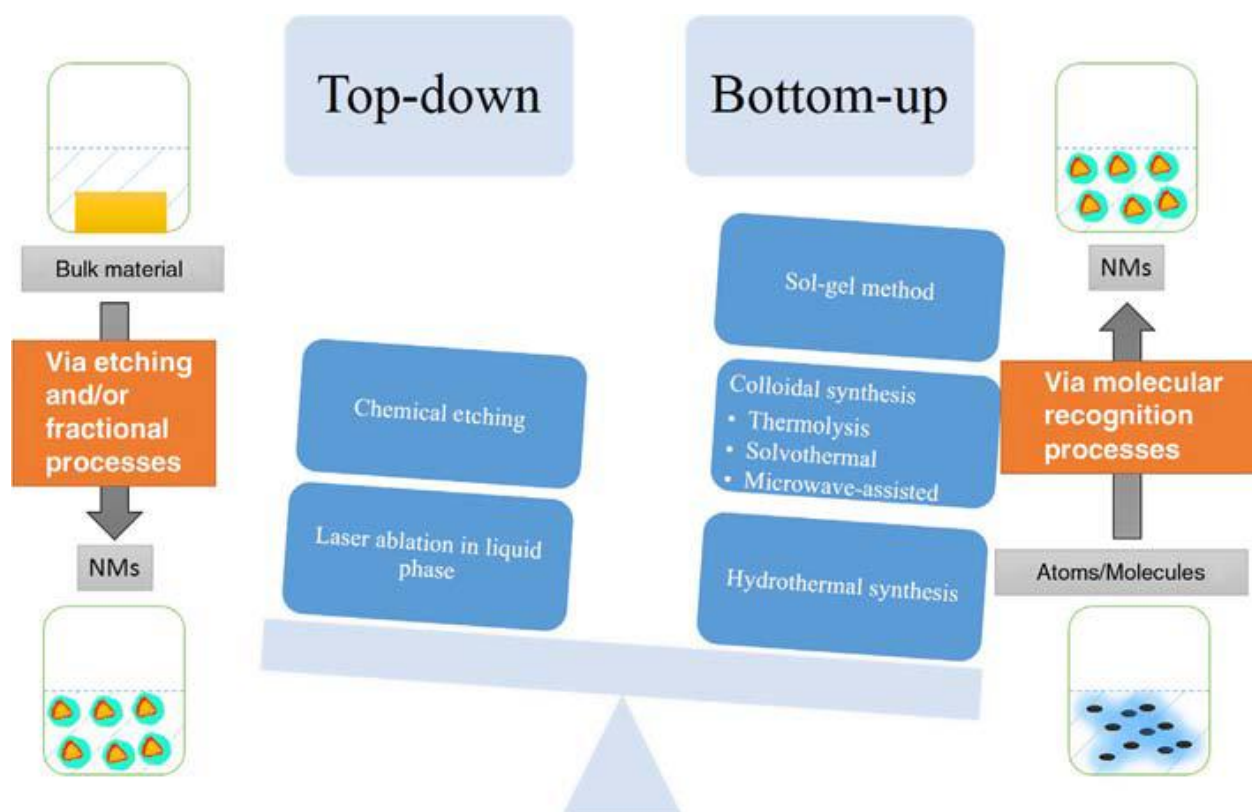 Top-down
Bottom-up
Bulk material
Via etching
and/or
fractional
processes
NMs
Chemical etching
Laser ablation in liquid
phase
Sol-gel method
Colloidal synthesis
• Thermolysis
• Solvothermal
• Microwave-assisted
Hydrothermal synthesis
NMs
Via molecular
recognition
processes
Atoms/Molecules